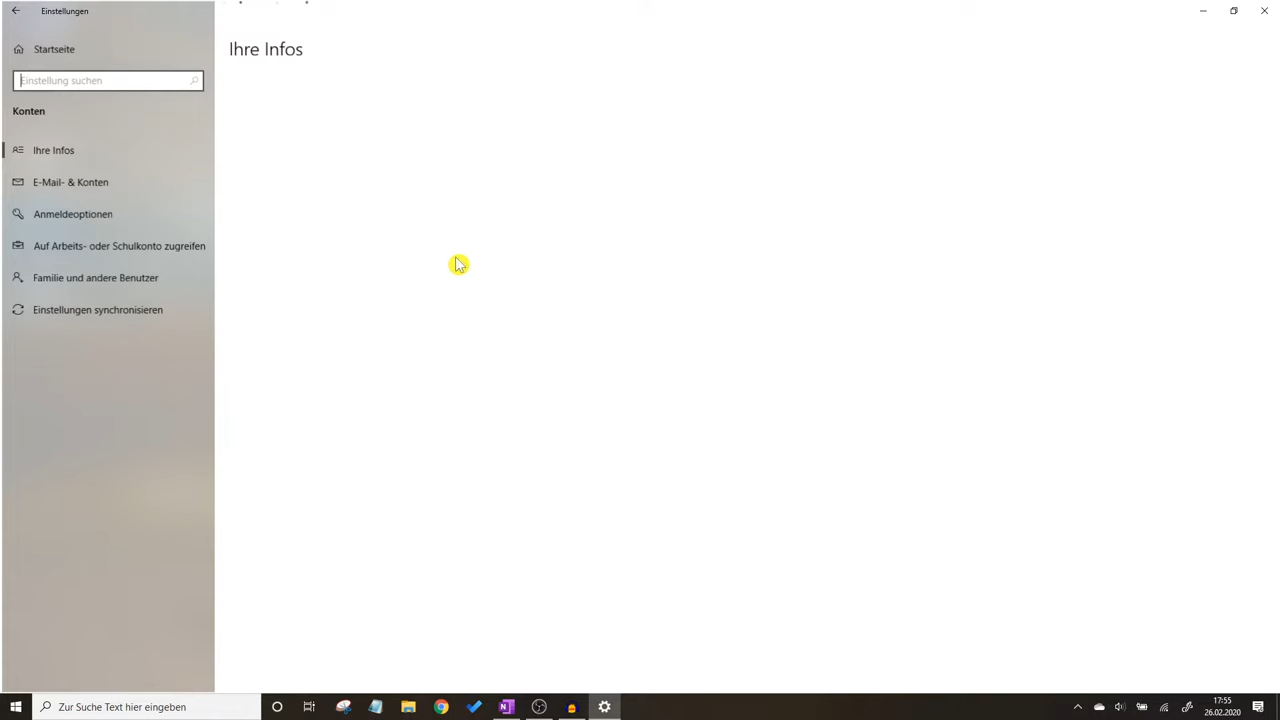 Einstellungen
Startseite
Ihre Infos
Einstellung suchen
Konten
Ihre Infos
E-Mail- & Konten
Anmeldeoptionen
Auf Arbeits- oder Schulkonto zugreifen
Familie und andere Benutzer
Einstellungen synchronisieren
Zur Suche Text hier eingeben
17:55
26.02.2020